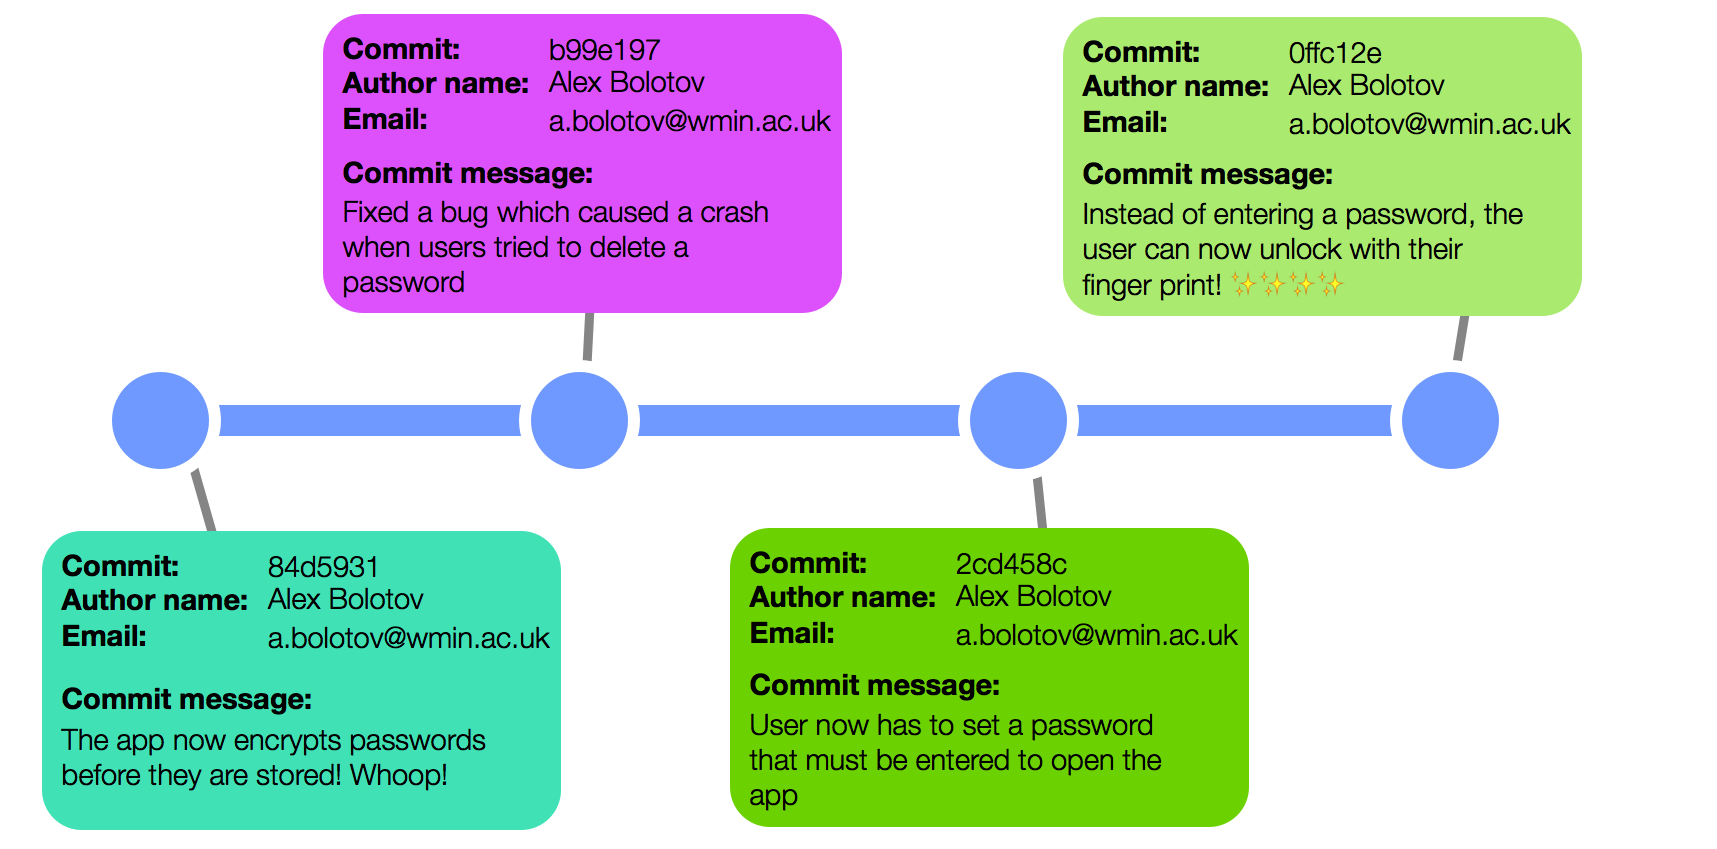 Commit: b99e197
Author name: Alex Bolotov
Email: a.bolotov@wmin.ac.uk
Commit message:
Fixed a bug which caused a crash
when users tried to delete a
password
Commit: 0ffc12e
Author name: Alex Bolotov
Email: a.bolotov@wmin.ac.uk
Commit message:
Instead of entering a password, the
user can now unlock with their
finger print! ✨✨✨✨
Commit: 84d5931
Author name: Alex Bolotov
Email: a.bolotov@wmin.ac.uk
Commit message:
The app now encrypts passwords
before they are stored! Whoop!
Commit: 2cd458c
Author name: Alex Bolotov
Email: a.bolotov@wmin.ac.uk
Commit message:
User now has to set a password
that must be entered to open the
app